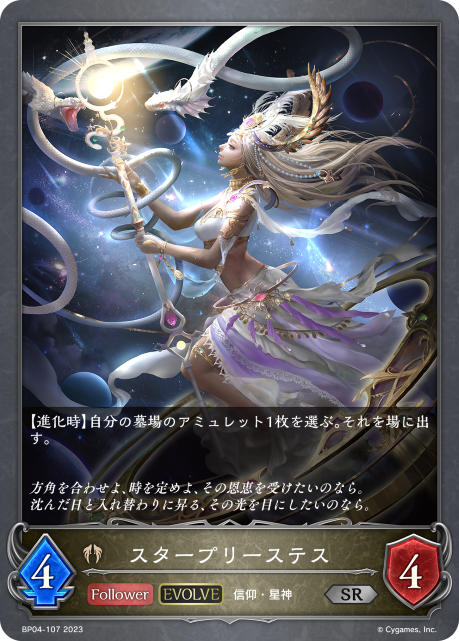 【進化時】自分の墓場のアミュレット1枚を選ぶ。それを場に出
す。
方角を合わせよ、時を定めよ、その恩恵を受けたいのなら。
沈んだ日と入れ替わりに昇る、その光を目にしたいのなら。
スタープリーステス
4
4
Follower EVOLVE 信仰・星神 SR
BP04-107 2023 © Cygames, Inc.